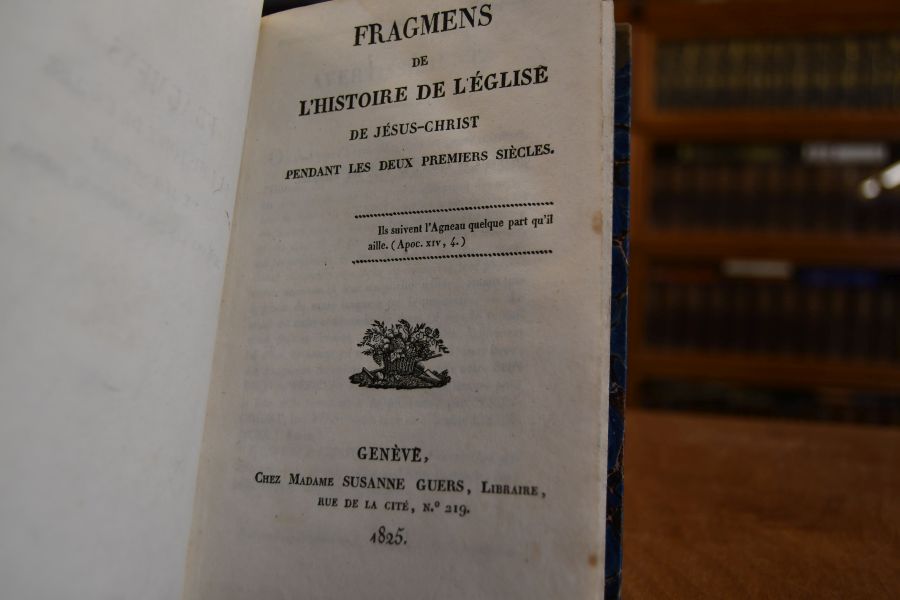 FRAGMENS
DE
L'HISTOIRE DE L'ÉGLISE
DE JÉSUS-CHRIST
PENDANT LES DEUX PREMIERS SIÈCLES.
Ils suivent l'Agneau quelque part qu'il
aille. (Apoc. XIV, 4.)
GENÈVE,
CHEZ MADAME SUSANNE GUERS, LIBRAIRE,
RUE DE LA CITÉ, N.º 219.
1825.